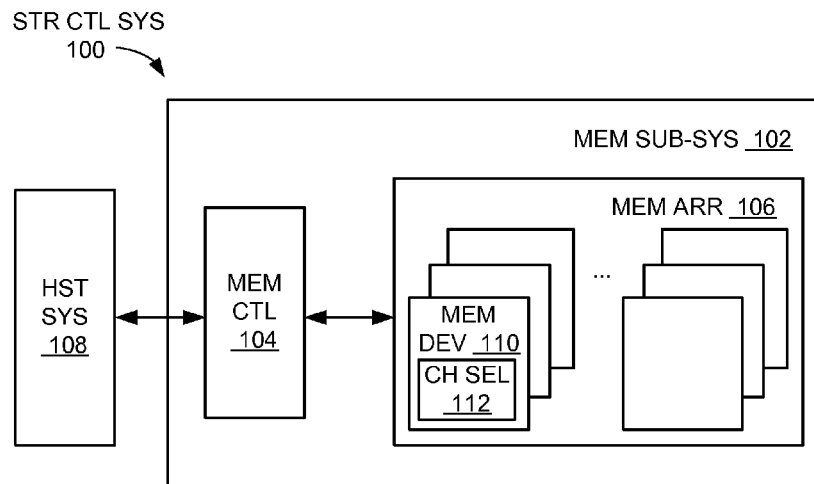 STR CTL SYS
100
MEM SUB-SYS 102
MEM ARR 106
HST
SYS
108
MEM
CTL
104
MEM
DEV 110
CH SEL
112
...